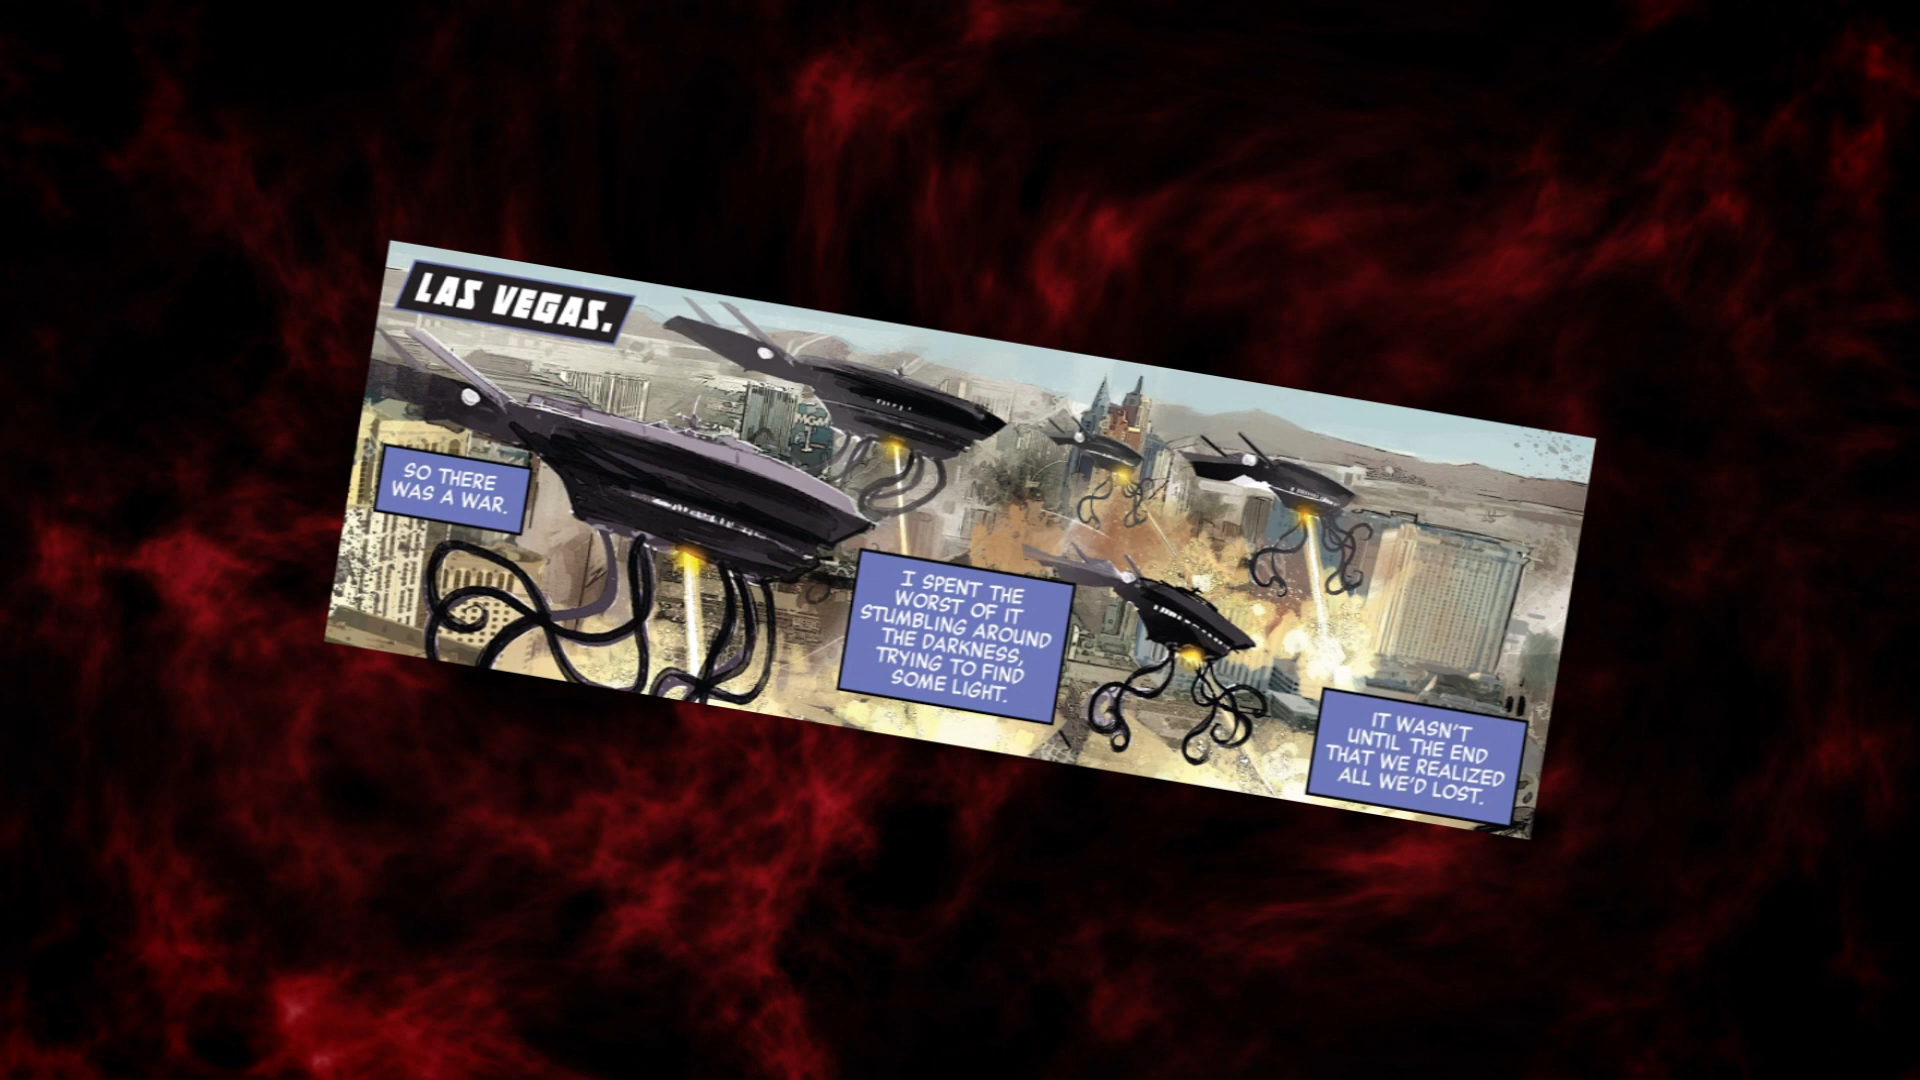 LAS VEGAS.
SO THERE
WAS A WAR.
MGM
I SPENT THE
WORST OF IT
STUMBLING AROUND
THE DARKNESS,
TRYING TO FIND
SOME LIGHT.
IT WASN'T
UNTIL THE END
THAT WE REALIZED
ALL WE'D LOST.